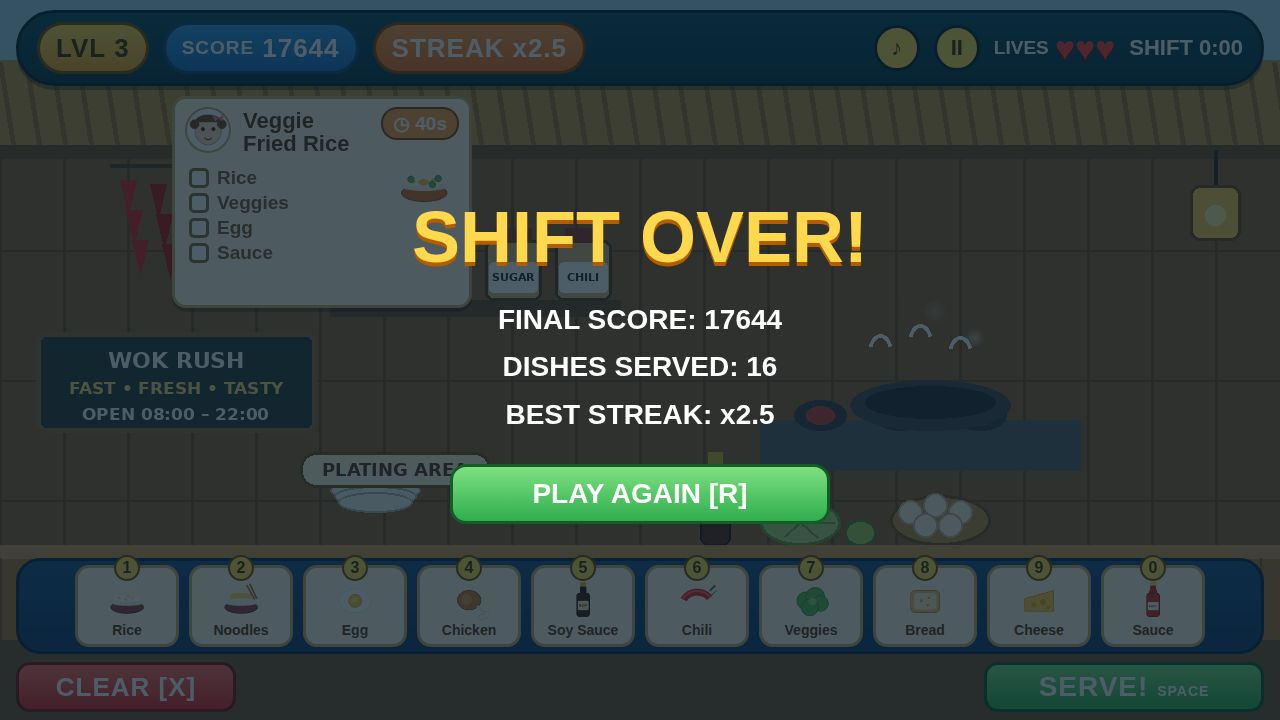 LVL 3
SCORE 17644
STREAK x2.5
♪
II
LIVES ♥♥♥
SHIFT 0:00
Veggie
Fried Rice
40s
Rice
Veggies
Egg
Sauce
SUGAR
CHILI
SHIFT OVER!
FINAL SCORE: 17644
DISHES SERVED: 16
BEST STREAK: x2.5
WOK RUSH
FAST • FRESH • TASTY
OPEN 08:00 – 22:00
PLATING AREA
PLAY AGAIN [R]
1
2
3
4
5
6
7
8
9
0
Rice
Noodles
Egg
Chicken
Soy Sauce
Chili
Veggies
Bread
Cheese
Sauce
CLEAR [X]
SERVE! SPACE